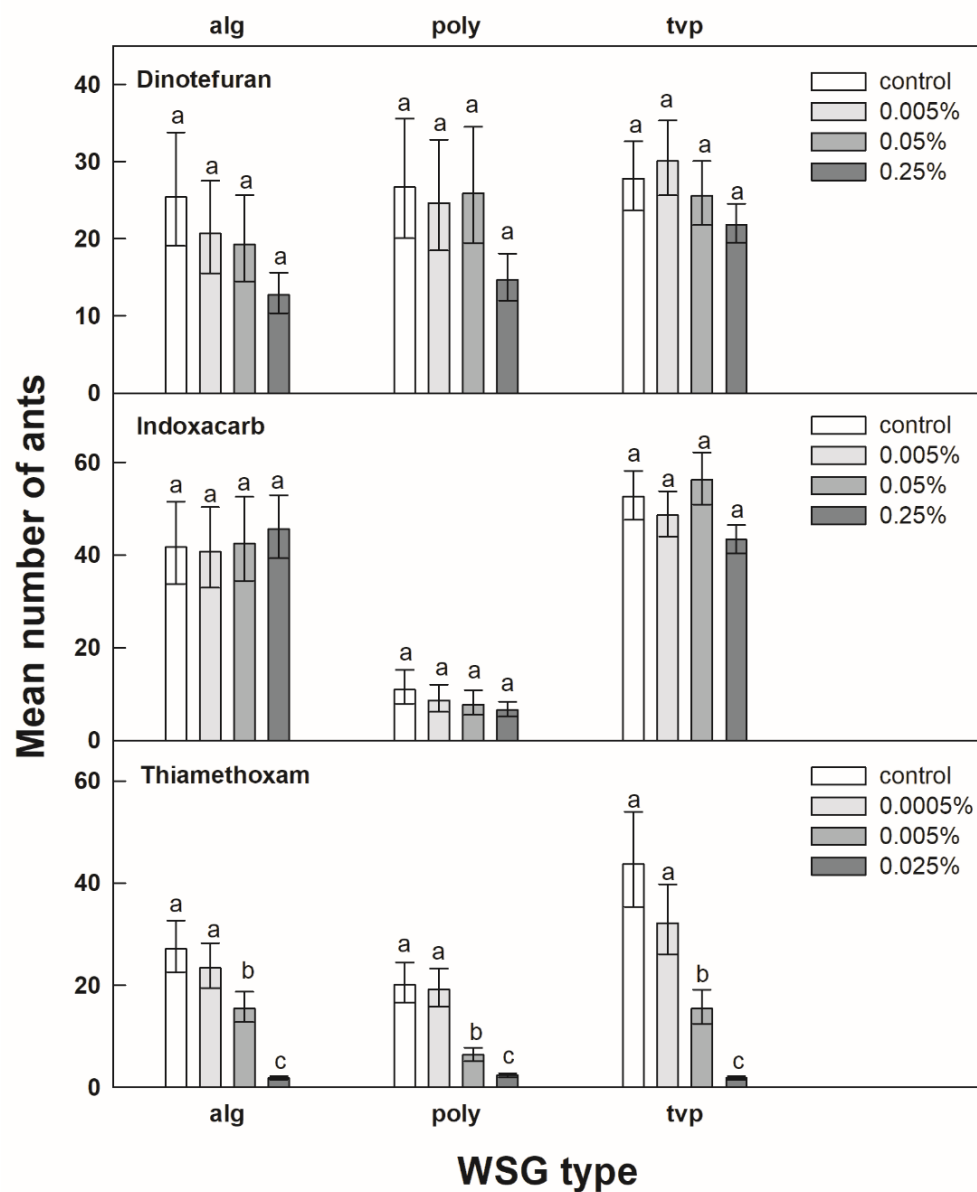 alg poly tvp
Dinotefuran
control
0.005%
0.05%
0.25%
40
30
20
10
0
a a a a a a a a a a a a
Indoxacarb
control
0.005%
0.05%
0.25%
60
40
20
0
a a a a a a a a a a a a
Thiamethoxam
control
0.0005%
0.005%
0.025%
60
40
20
0
a a b c a a b c a a b c
alg poly tvp
Mean number of ants
WSG type